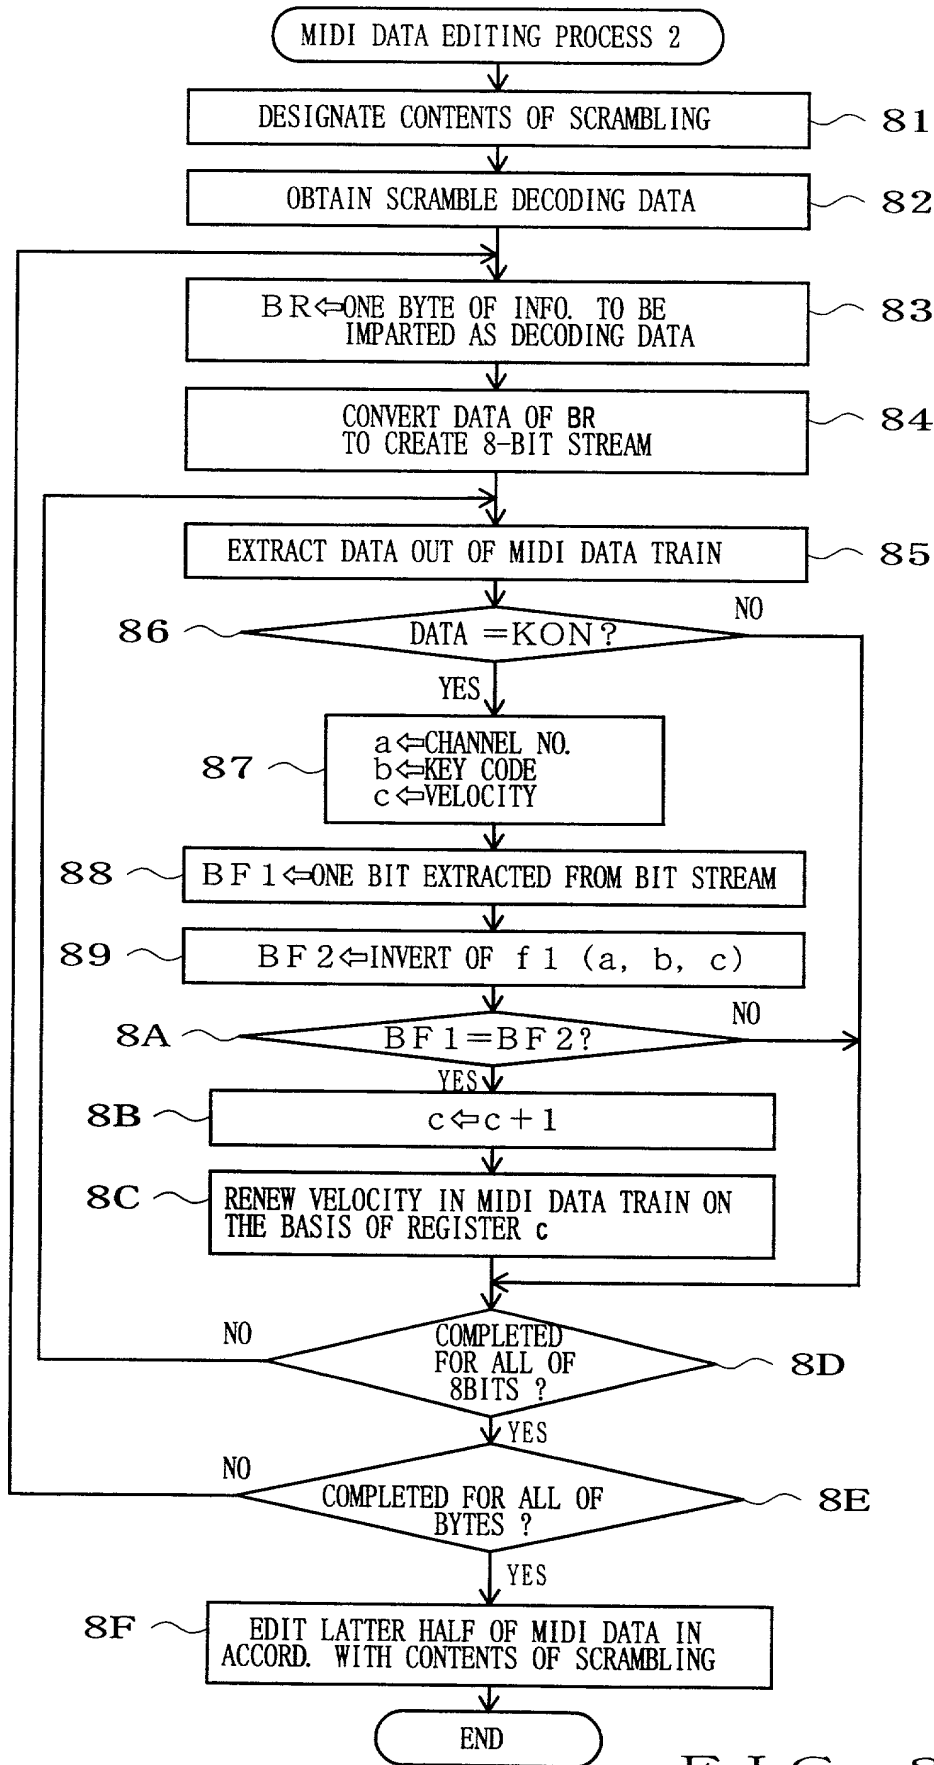 MIDI DATA EDITING PROCESS 2
DESIGNATE CONTENTS OF SCRAMBLING
81
OBTAIN SCRAMBLE DECODING DATA
82
BR⇦ONE BYTE OF INFO. TO BE
IMPARTED AS DECODING DATA
83
CONVERT DATA OF BR
TO CREATE 8-BIT STREAM
84
EXTRACT DATA OUT OF MIDI DATA TRAIN
85
86
DATA =KON?
NO
YES
87
a⇦CHANNEL NO.
b⇦KEY CODE
c⇦VELOCITY
88
BF1⇦ONE BIT EXTRACTED FROM BIT STREAM
89
BF2⇦INVERT OF f1 (a, b, c)
8A
BF1=BF2?
NO
YES
8B
c⇦c+1
8C
RENEW VELOCITY IN MIDI DATA TRAIN ON
THE BASIS OF REGISTER c
NO
COMPLETED
FOR ALL OF
8BITS ?
8D
YES
NO
COMPLETED FOR ALL OF
BYTES ?
8E
YES
8F
EDIT LATTER HALF OF MIDI DATA IN
ACCORD. WITH CONTENTS OF SCRAMBLING
END